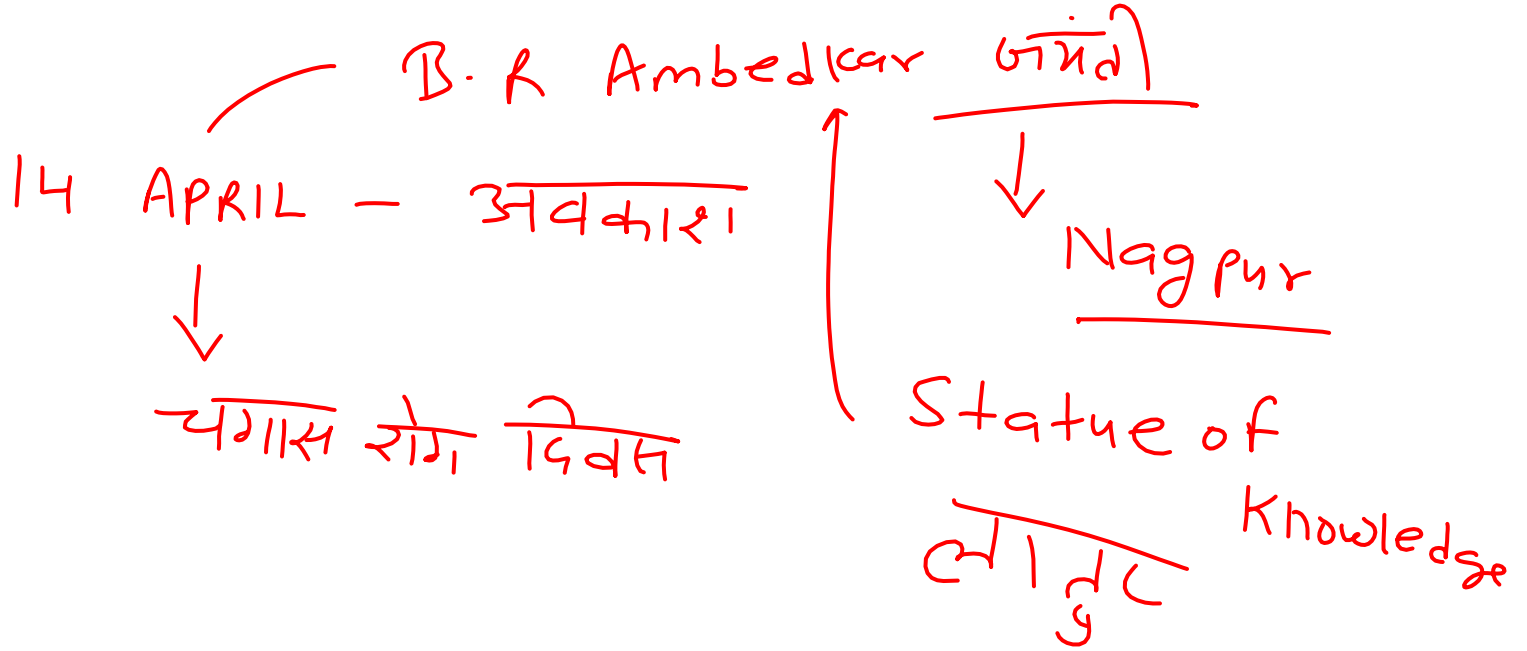 B.R Ambedkar जयंती
14 APRIL - अवकाश
Nagpur
चगास रोग दिवस
Statue of
Knowledge
लातुर